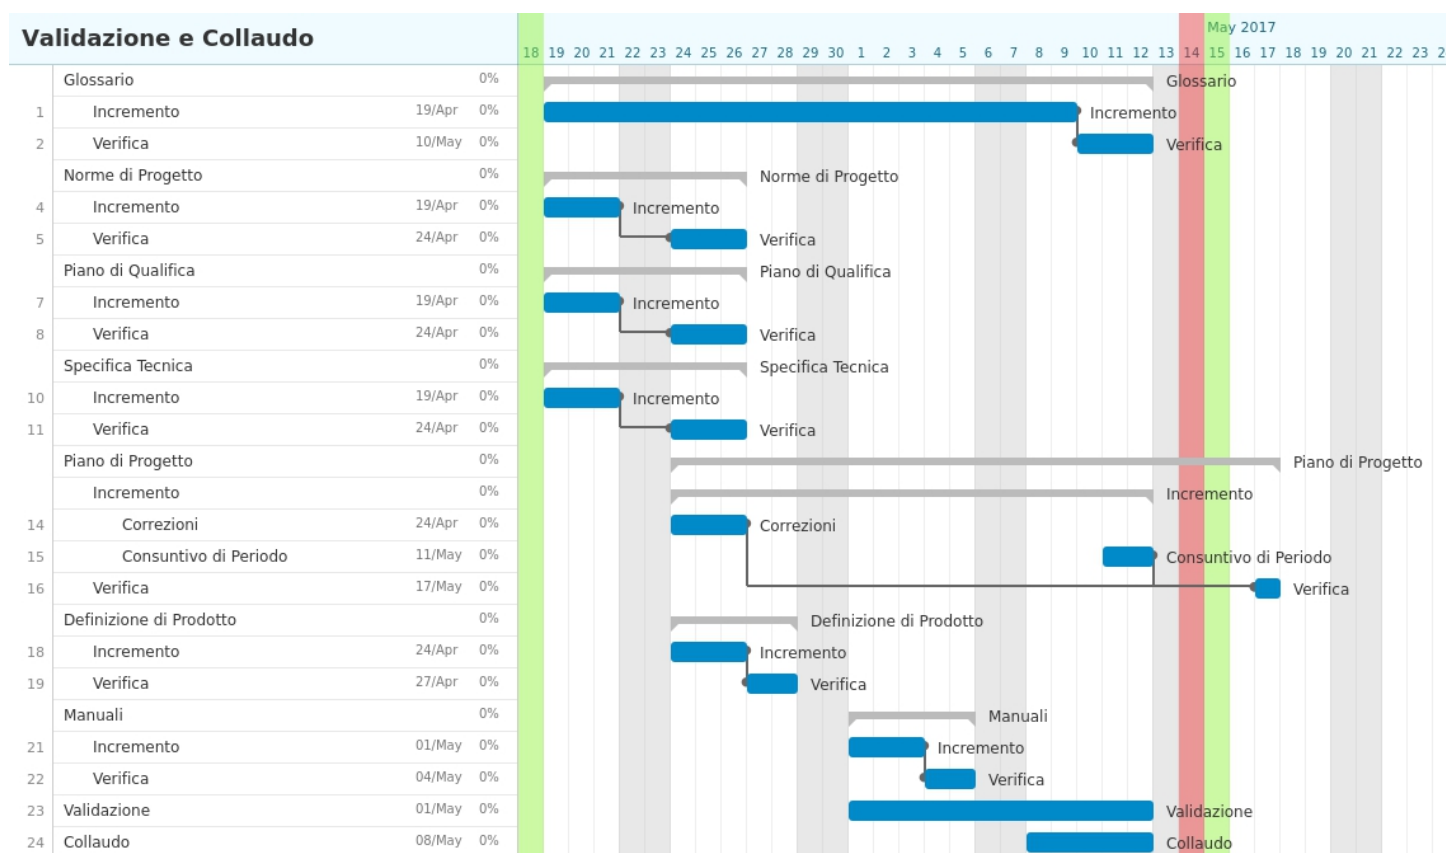 Validazione e Collaudo
May 2017
18 19 20 21 22 23 24 25 26 27 28 29 30 1 2 3 4 5 6 7 8 9 10 11 12 13 14 15 16 17 18 19 20 21 22 23
Glossario 0% Glossario
1 Incremento 19/Apr 0% Incremento
2 Verifica 10/May 0% Verifica
Norme di Progetto 0% Norme di Progetto
4 Incremento 19/Apr 0% Incremento
5 Verifica 24/Apr 0% Verifica
Piano di Qualifica 0% Piano di Qualifica
7 Incremento 19/Apr 0% Incremento
8 Verifica 24/Apr 0% Verifica
Specifica Tecnica 0% Specifica Tecnica
10 Incremento 19/Apr 0% Incremento
11 Verifica 24/Apr 0% Verifica
Piano di Progetto 0% Piano di Progetto
Incremento 0% Incremento
14 Correzioni 24/Apr 0% Correzioni
15 Consuntivo di Periodo 11/May 0% Consuntivo di Periodo
16 Verifica 17/May 0% Verifica
Definizione di Prodotto 0% Definizione di Prodotto
18 Incremento 24/Apr 0% Incremento
19 Verifica 27/Apr 0% Verifica
Manuali 0% Manuali
21 Incremento 01/May 0% Incremento
22 Verifica 04/May 0% Verifica
23 Validazione 01/May 0% Validazione
24 Collaudo 08/May 0% Collaudo